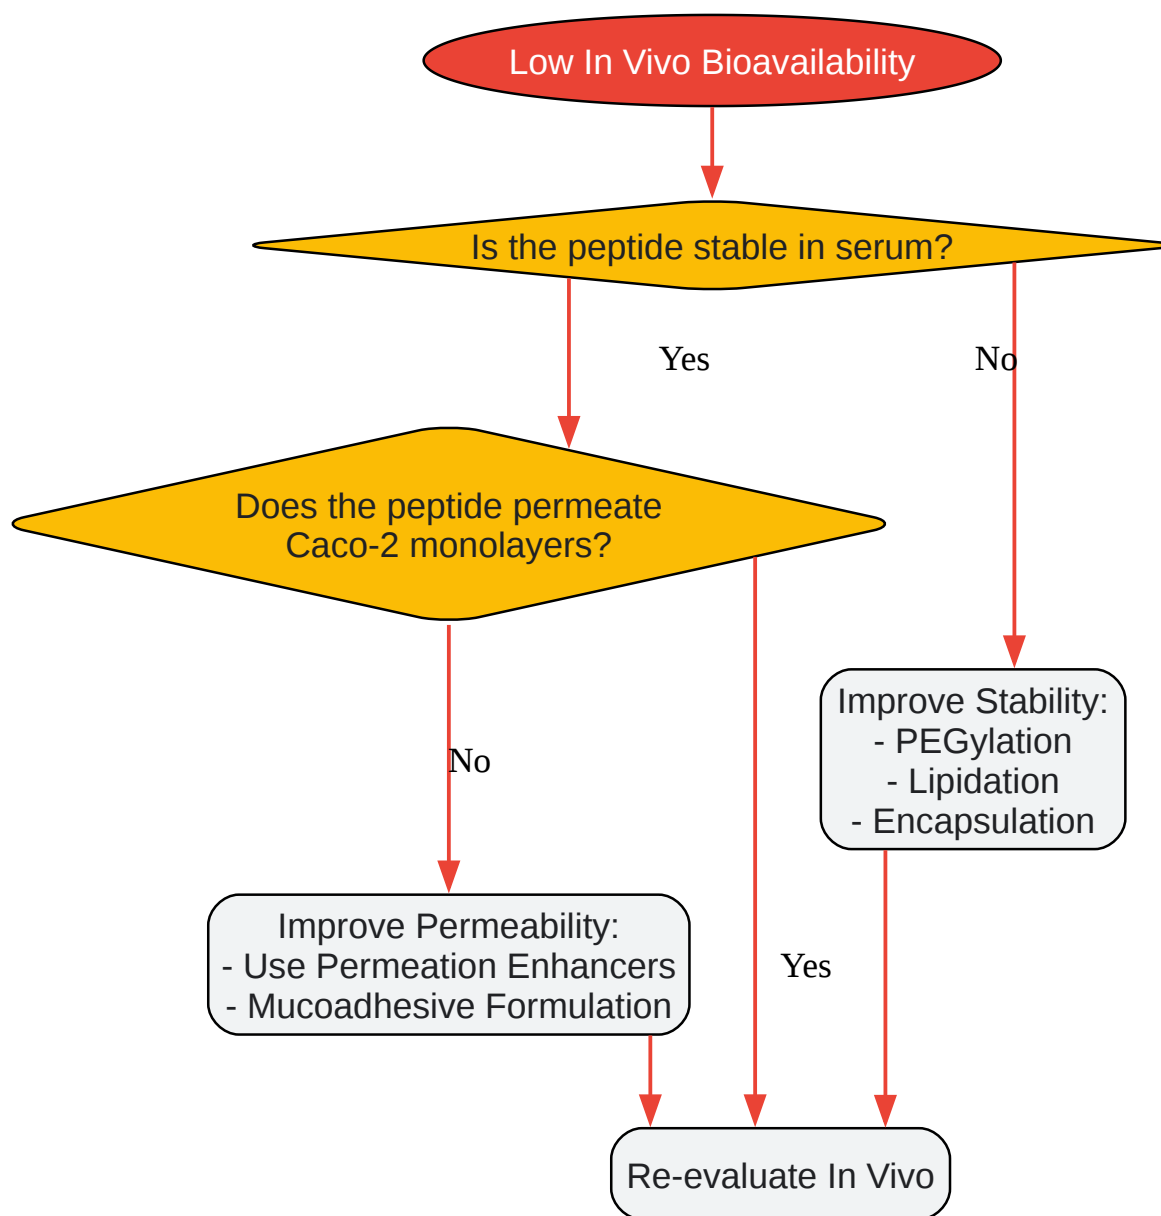 Low In Vivo Bioavailability
Is the peptide stable in serum?
Yes
No
Does the peptide permeate
Caco-2 monolayers?
Improve Stability:
- PEGylation
- Lipidation
- Encapsulation
No
Improve Permeability:
- Use Permeation Enhancers
- Mucoadhesive Formulation
Yes
Re-evaluate In Vivo